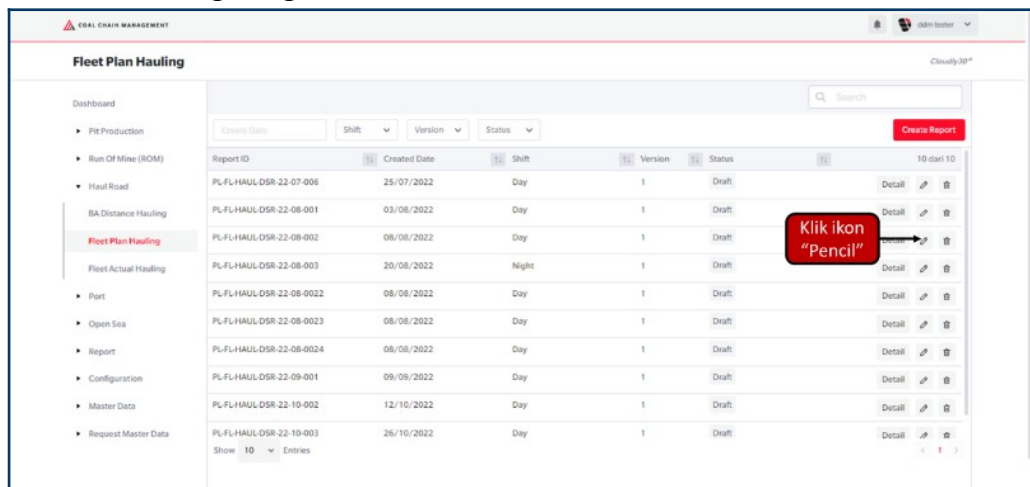 COAL CHAIN MANAGEMENT
ddm tester
Fleet Plan Hauling
Cloudly30°
Dashboard
Search
Pit Production
Create Date
Shift
Version
Status
Create Report
Run Of Mine (ROM)
Report ID
Created Date
Shift
Version
Status
10 dari 10
Haul Road
PL-FL-HAUL-DSR-22-07-006 25/07/2022 Day 1 Draft Detail
BA Distance Hauling
PL-FL-HAUL-DSR-22-08-001 03/08/2022 Day 1 Draft Detail
Fleet Plan Hauling
PL-FL-HAUL-DSR-22-08-002 08/08/2022 Day 1 Draft Detail
Klik ikon
“Pencil”
Fleet Actual Hauling
PL-FL-HAUL-DSR-22-08-003 20/08/2022 Night 1 Draft Detail
Port
PL-FL-HAUL-DSR-22-08-0022 08/08/2022 Day 1 Draft Detail
Open Sea
PL-FL-HAUL-DSR-22-08-0023 08/08/2022 Day 1 Draft Detail
Report
PL-FL-HAUL-DSR-22-08-0024 08/08/2022 Day 1 Draft Detail
Configuration
PL-FL-HAUL-DSR-22-09-001 09/09/2022 Day 1 Draft Detail
Master Data
PL-FL-HAUL-DSR-22-10-002 12/10/2022 Day 1 Draft Detail
Request Master Data
PL-FL-HAUL-DSR-22-10-003 26/10/2022 Day 1 Draft Detail
Show 10 Entries
1